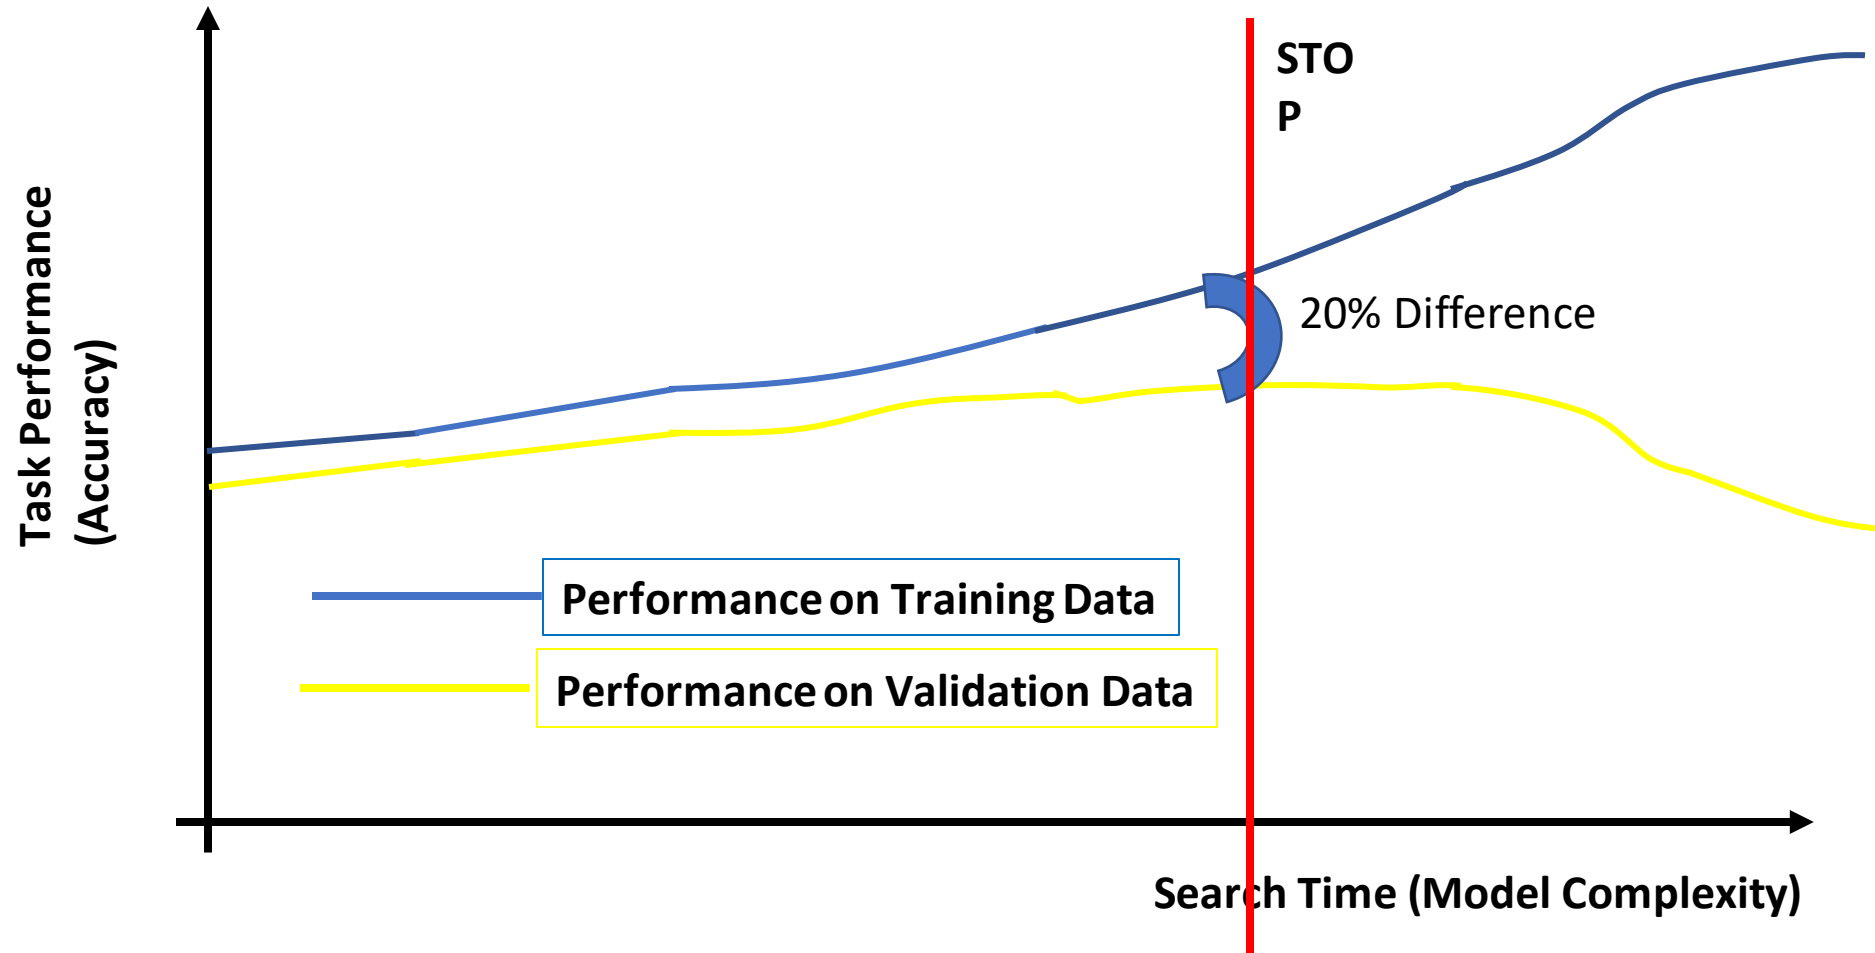 STO
P
Task Performance
(Accuracy)
20% Difference
Performance on Training Data
Performance on Validation Data
Search Time (Model Complexity)